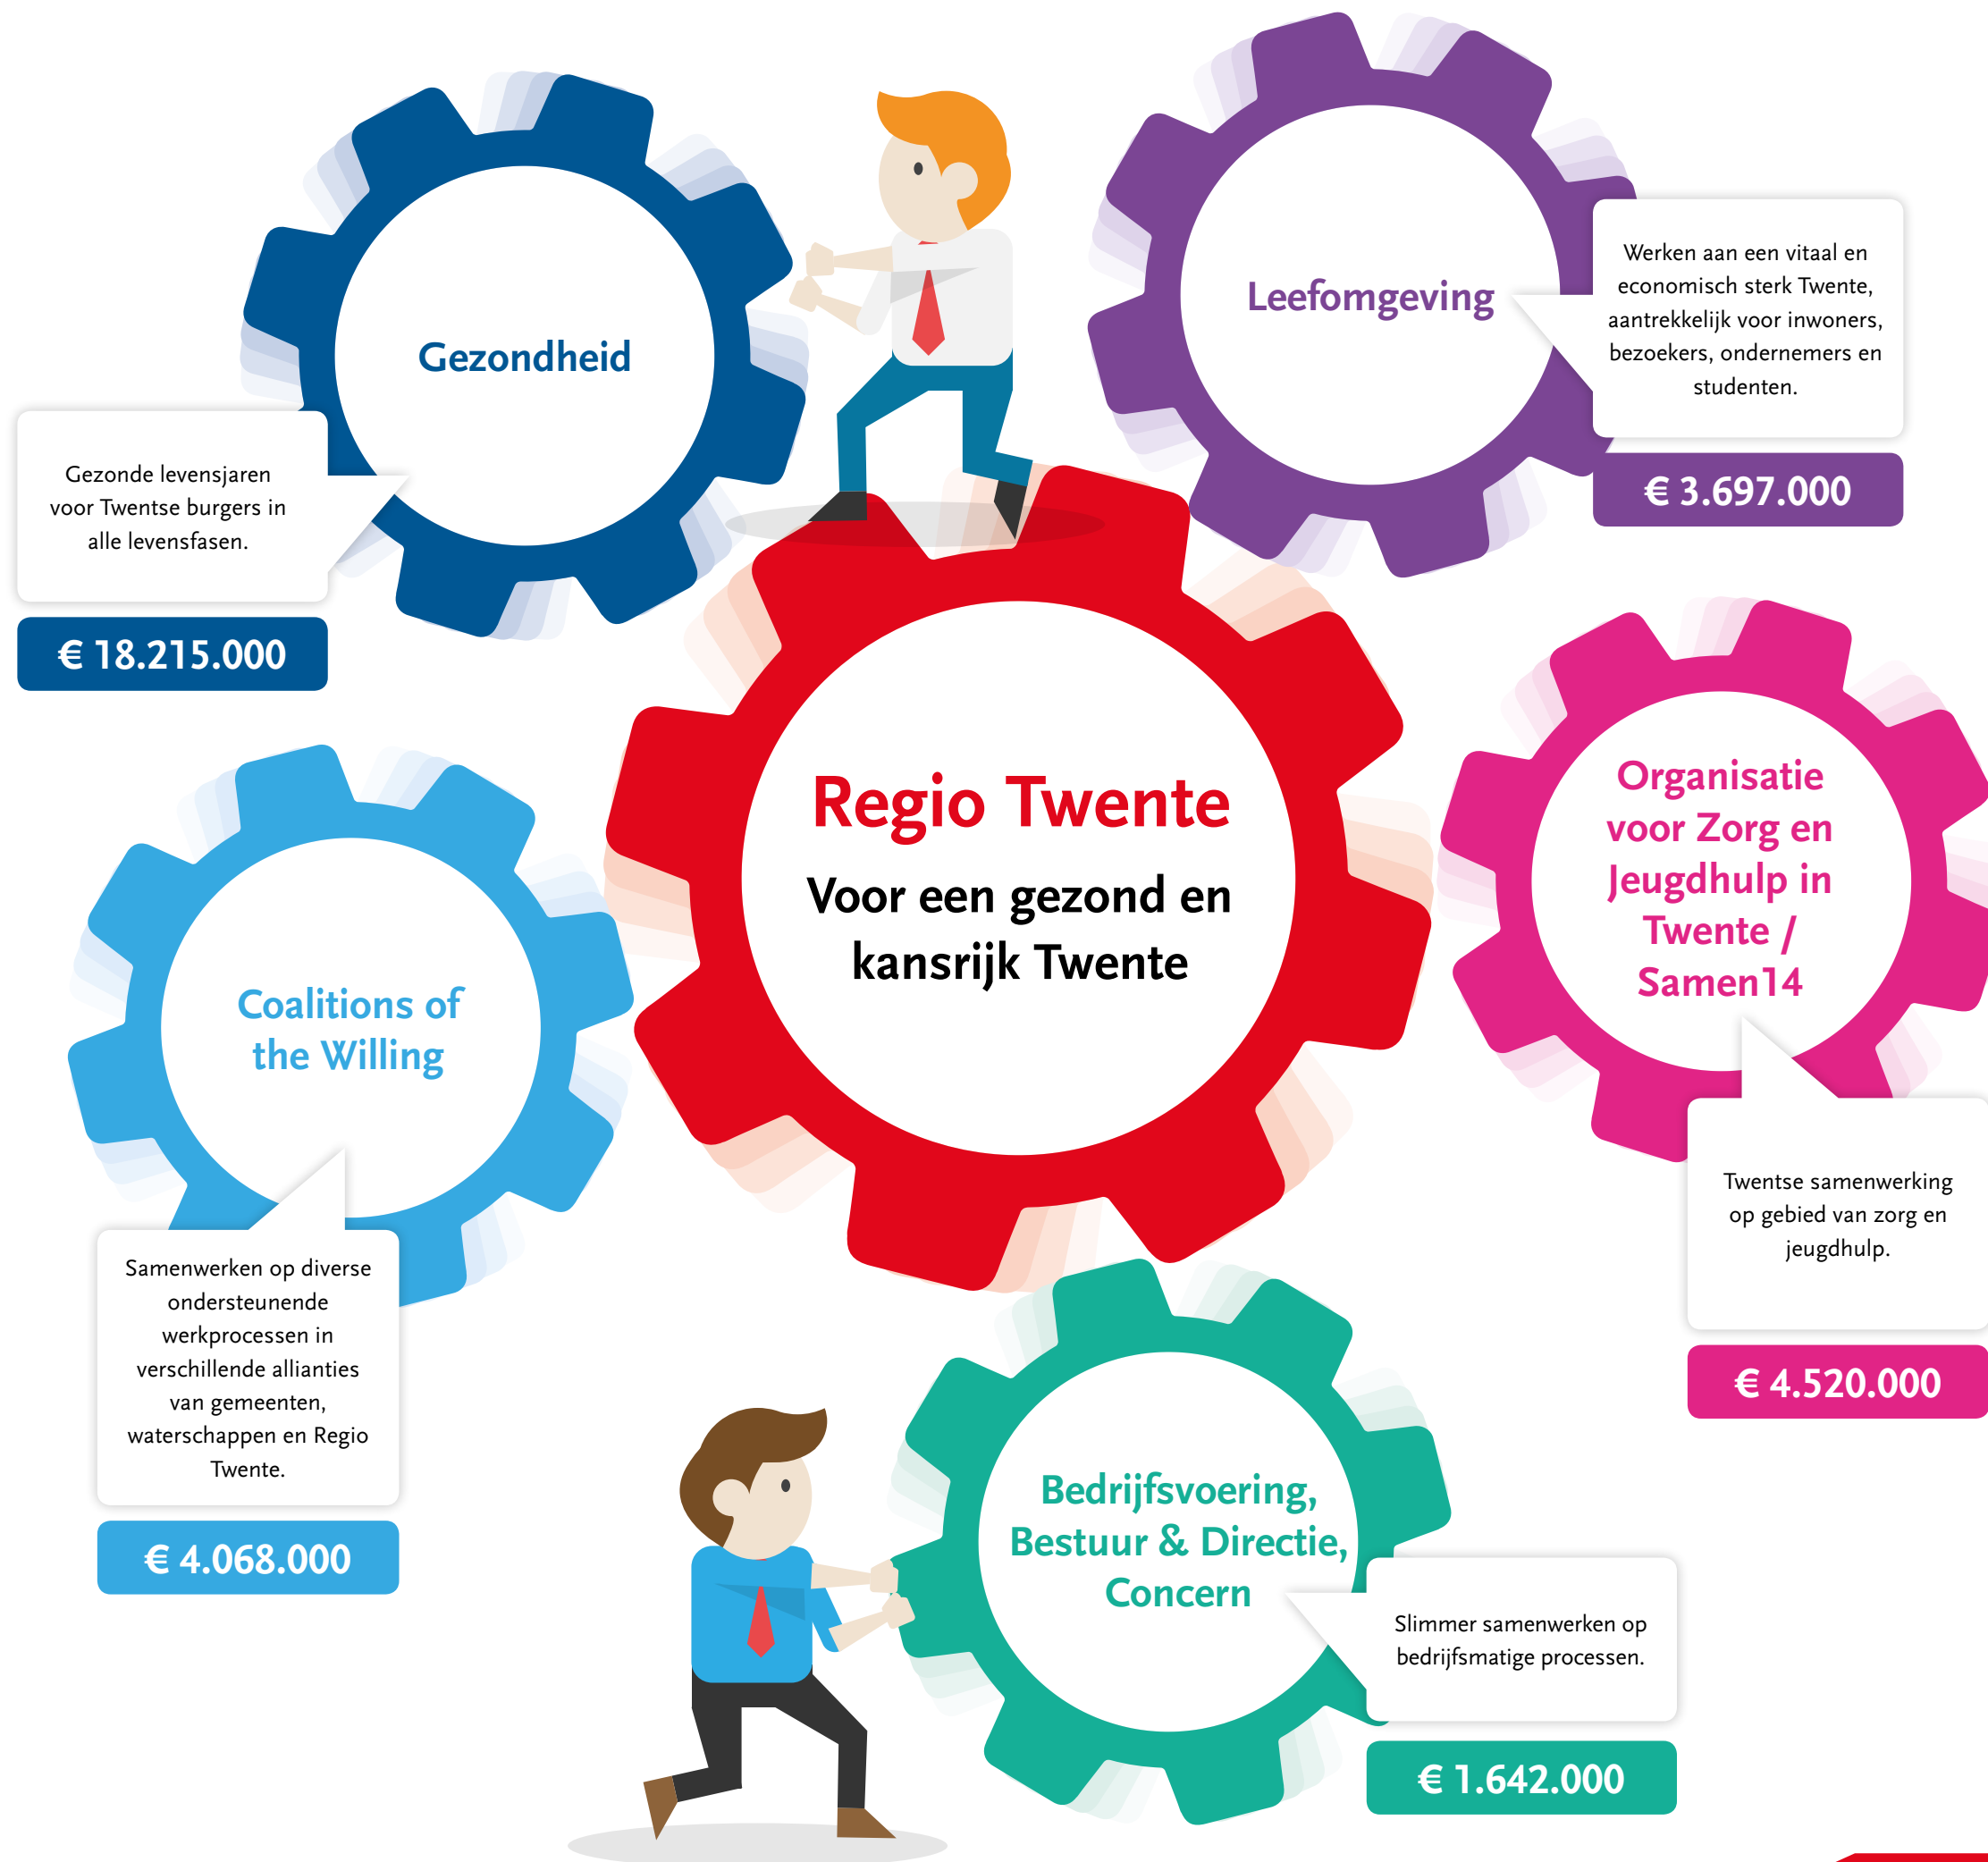 Gezondheid
Gezonde levensjaren
voor Twentse burgers in
alle levensfasen.
€ 18.215.000
Leefomgeving
Werken aan een vitaal en
economisch sterk Twente,
aantrekkelijk voor inwoners,
bezoekers, ondernemers en
studenten.
€ 3.697.000
Regio Twente
Voor een gezond en
kansrijk Twente
Organisatie
voor Zorg en
Jeugdhulp in
Twente /
Samen14
Twentse samenwerking
op gebied van zorg en
jeugdhulp.
€ 4.520.000
Coalitions of
the Willing
Samenwerken op diverse
ondersteunende
werkprocessen in
verschillende allianties
van gemeenten,
waterschappen en Regio
Twente.
€ 4.068.000
Bedrijfsvoering,
Bestuur & Directie,
Concern
Slimmer samenwerken op
bedrijfsmatige processen.
€ 1.642.000